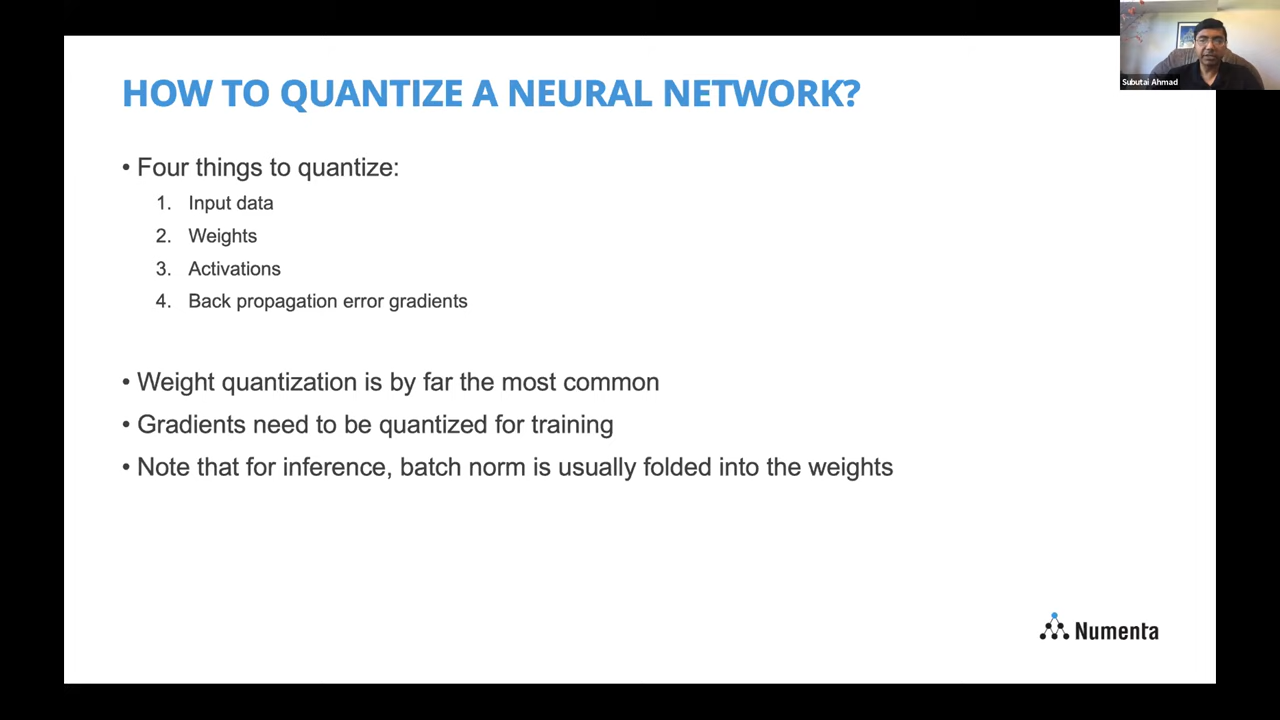 HOW TO QUANTIZE A NEURAL NETWORK?
• Four things to quantize:
1. Input data
2. Weights
3. Activations
4. Back propagation error gradients
• Weight quantization is by far the most common
• Gradients need to be quantized for training
• Note that for inference, batch norm is usually folded into the weights
Numenta
Subutai Ahmad